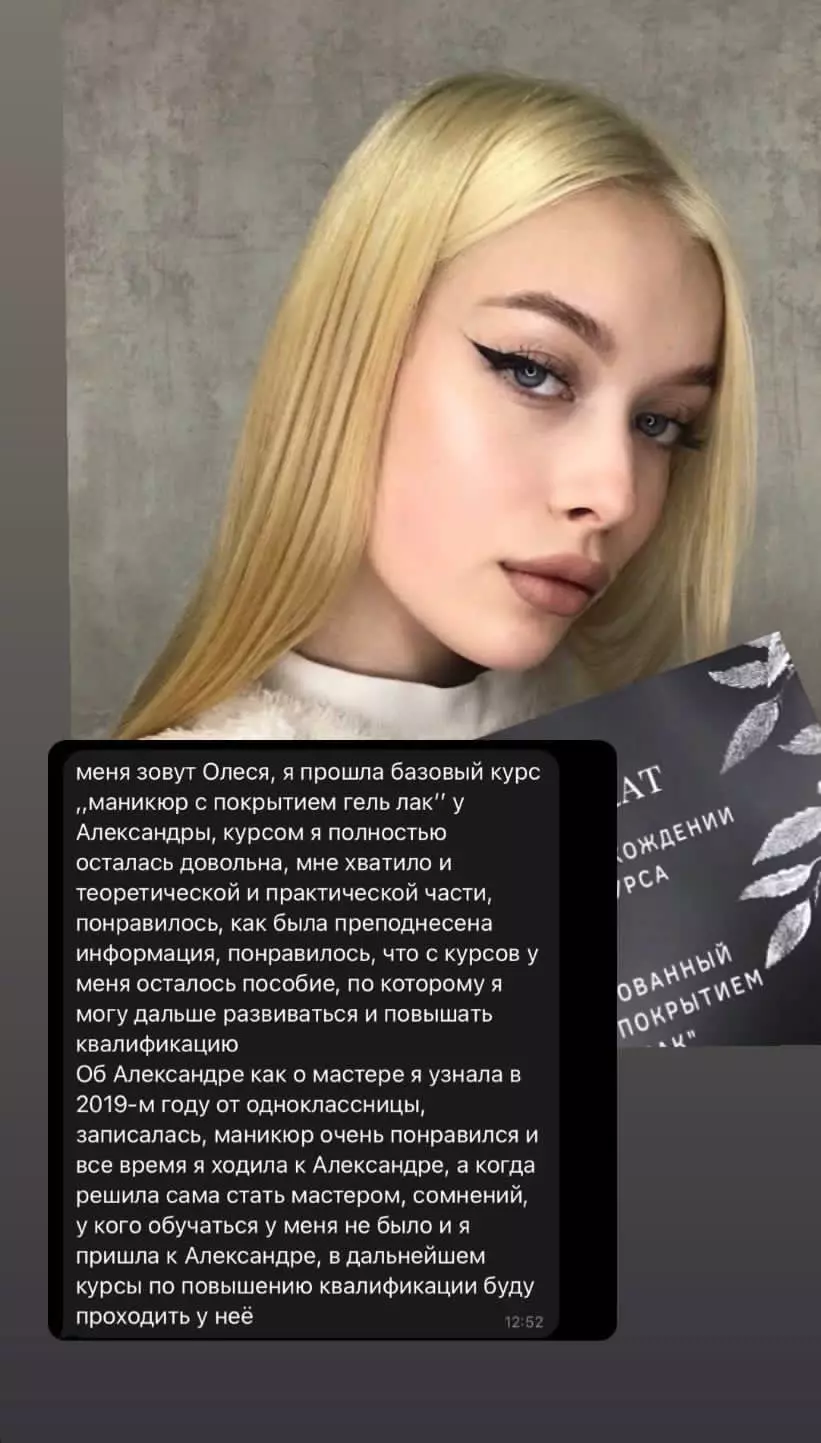 меня зовут Олеся, я прошла базовый курс
,,маникюр с покрытием гель лак’’ у
Александры, курсом я полностью
осталась довольна, мне хватило и
теоретической и практической части,
понравилось, как была преподнесена
информация, понравилось, что с курсов у
меня осталось пособие, по которому я
могу дальше развиваться и повышать
квалификацию
Об Александре как о мастере я узнала в
2019-м году от одноклассницы,
записалась, маникюр очень понравился и
все время я ходила к Александре, а когда
решила сама стать мастером, сомнений,
у кого обучаться у меня не было и я
пришла к Александре, в дальнейшем
курсы по повышению квалификации буду
проходить у неё
12:52
АТ
ОЖДЕНИИ
РСА
ОВАННЫЙ
ПОКРЫТИЕМ
АК"